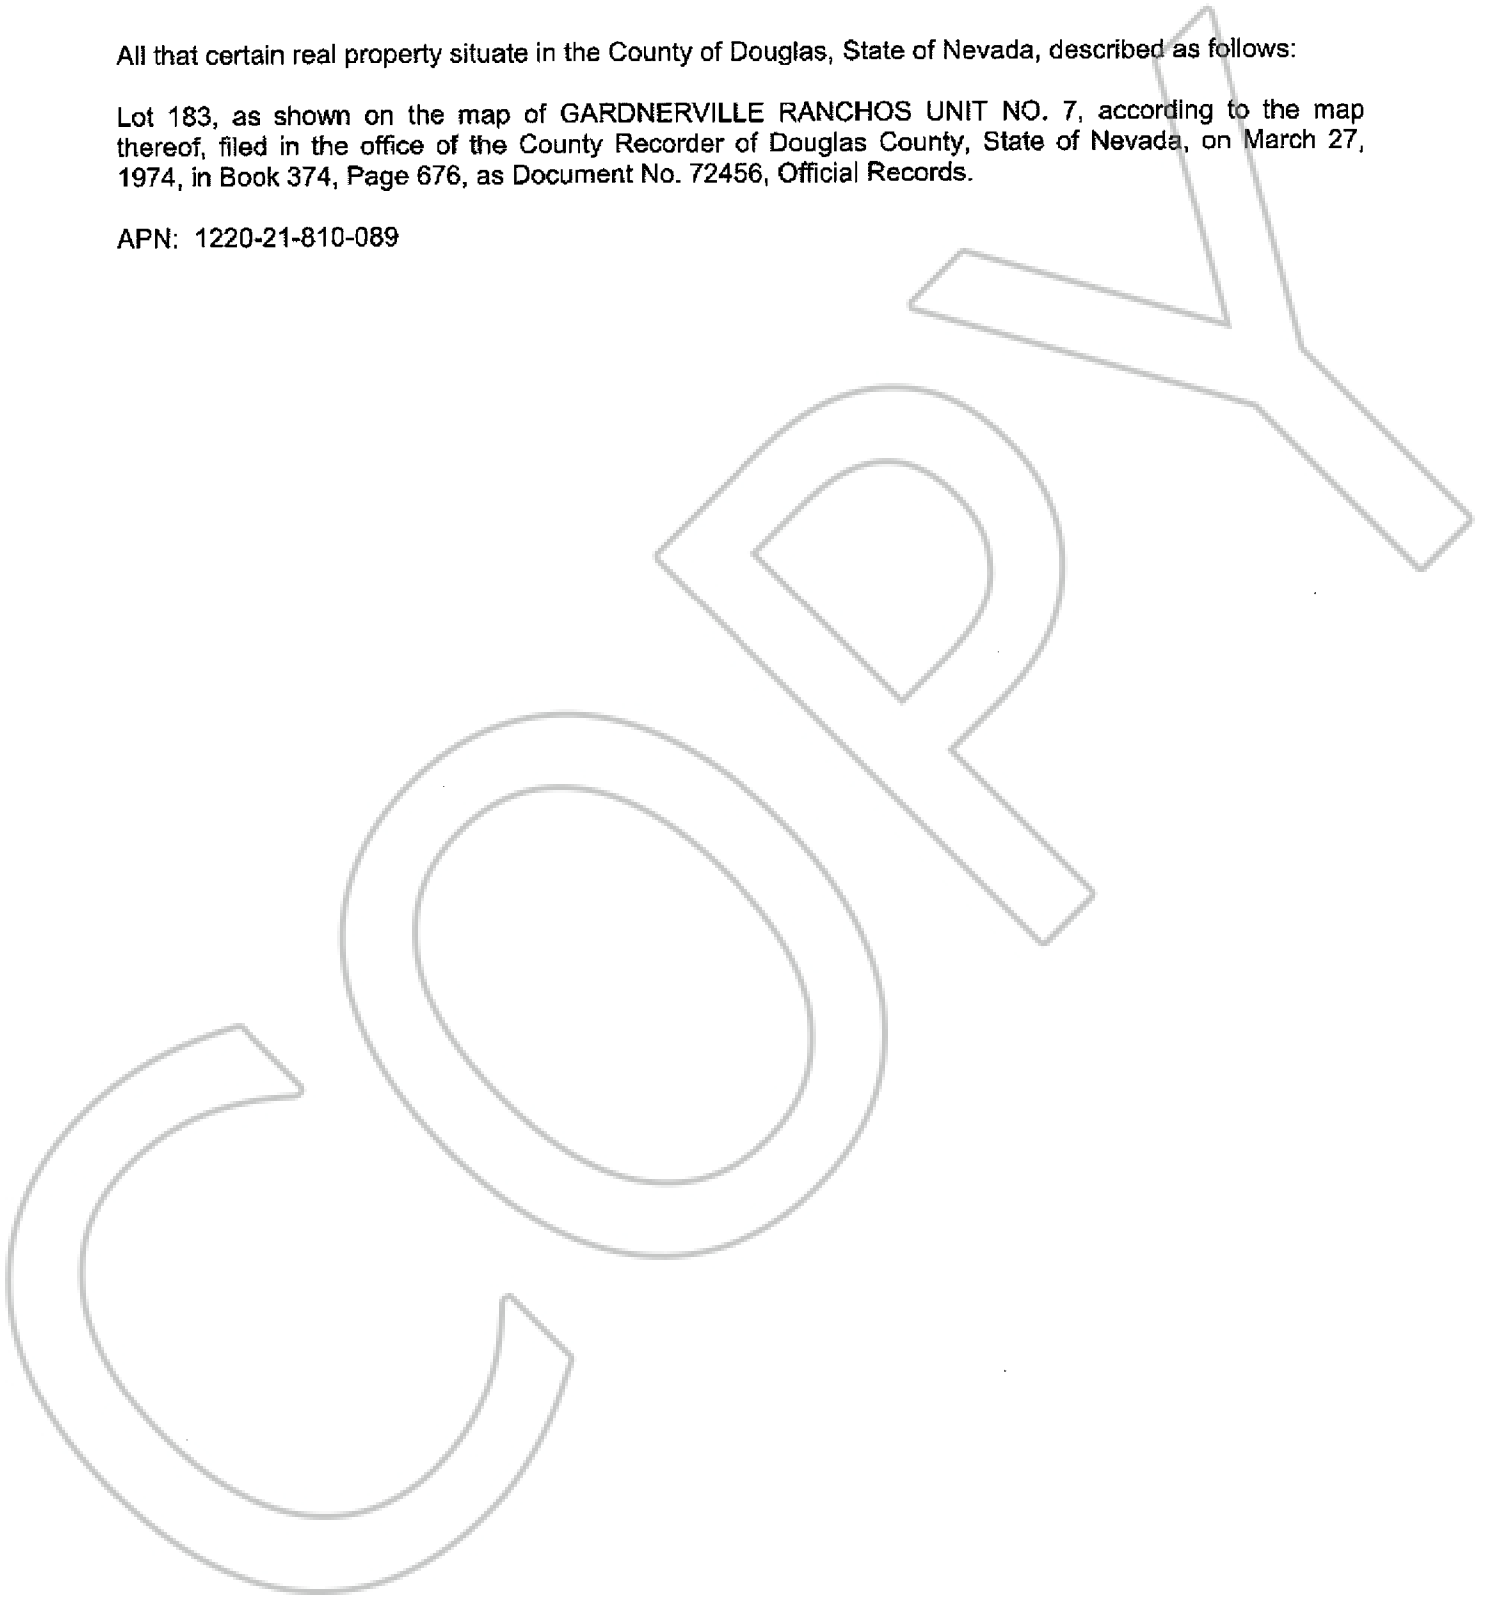 All that certain real property situate in the County of Douglas, State of Nevada, described as follows:
Lot 183, as shown on the map of GARDNERVILLE RANCHOS UNIT NO. 7, according to the map
thereof, filed in the office of the County Recorder of Douglas County, State of Nevada, on March 27,
1974, in Book 374, Page 676, as Document No. 72456, Official Records.
APN: 1220-21-810-089
COPY